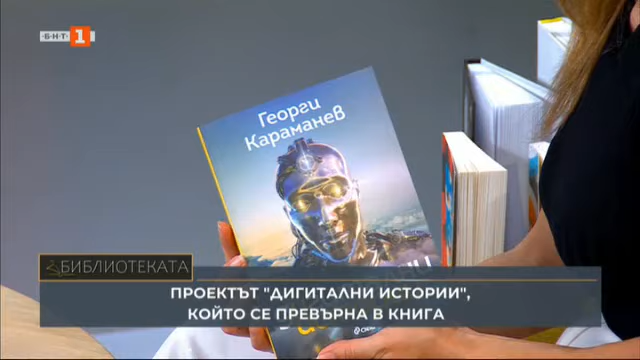 БНТ 1
Георги
Караманев
БИБЛИОТЕКАТА
ПРОЕКТЪТ "ДИГИТАЛНИ ИСТОРИИ",
КОЙТО СЕ ПРЕВЪРНА В КНИГА